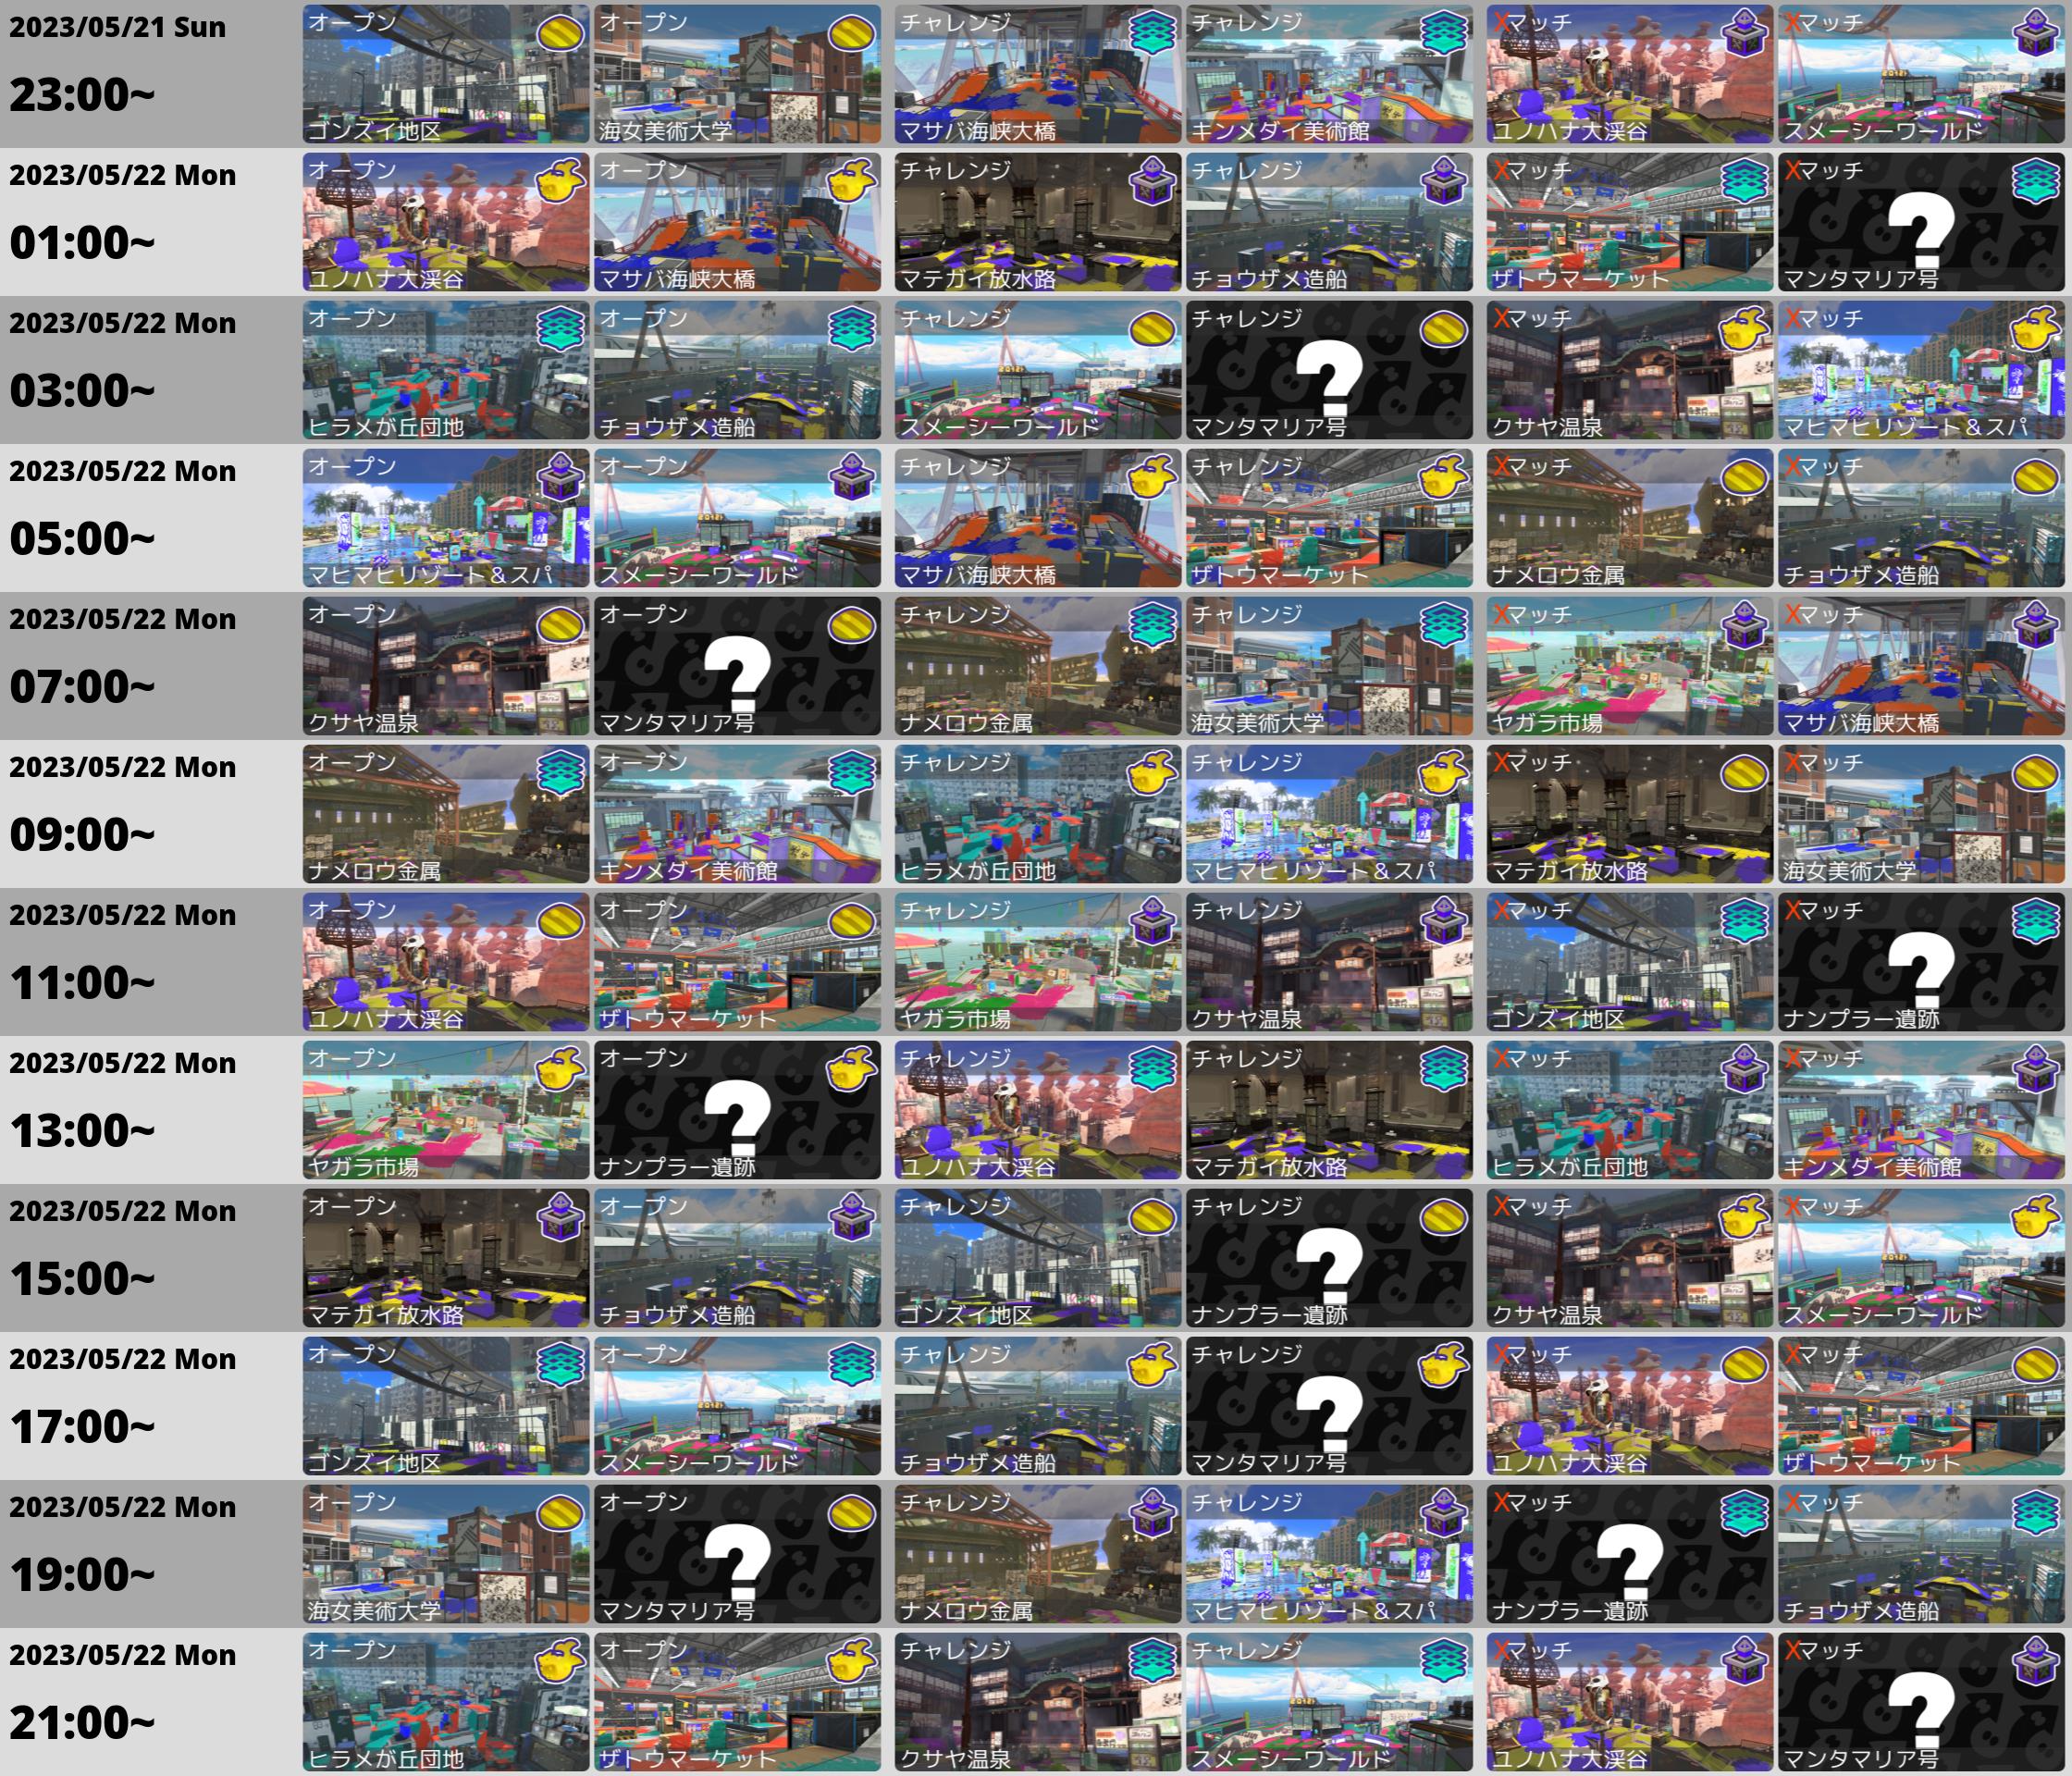 2023/05/21 Sun
23:00~
オープン オープン チャレンジ チャレンジ Xマッチ Xマッチ
ゴンズイ地区 海女美術大学 マサバ海峡大橋 キンメダイ美術館 ユノハナ大渓谷 スメーシーワールド
2023/05/22 Mon
01:00~
オープン オープン チャレンジ チャレンジ Xマッチ Xマッチ
ユノハナ大渓谷 マサバ海峡大橋 マテガイ放水路 チョウザメ造船 ザトウマーケット マンタマリア号
2023/05/22 Mon
03:00~
オープン オープン チャレンジ チャレンジ Xマッチ Xマッチ
ヒラメが丘団地 チョウザメ造船 スメーシーワールド マンタマリア号 クサヤ温泉 マヒマヒリゾート＆スパ
2023/05/22 Mon
05:00~
オープン オープン チャレンジ チャレンジ Xマッチ Xマッチ
マヒマヒリゾート＆スパ スメーシーワールド マサバ海峡大橋 ザトウマーケット ナメロウ金属 チョウザメ造船
2023/05/22 Mon
07:00~
オープン オープン チャレンジ チャレンジ Xマッチ Xマッチ
クサヤ温泉 マンタマリア号 ナメロウ金属 海女美術大学 ヤガラ市場 マサバ海峡大橋
2023/05/22 Mon
09:00~
オープン オープン チャレンジ チャレンジ Xマッチ Xマッチ
ナメロウ金属 キンメダイ美術館 ヒラメが丘団地 マヒマヒリゾート＆スパ マテガイ放水路 海女美術大学
2023/05/22 Mon
11:00~
オープン オープン チャレンジ チャレンジ Xマッチ Xマッチ
ユノハナ大渓谷 ザトウマーケット ヤガラ市場 クサヤ温泉 ゴンズイ地区 ナンプラー遺跡
2023/05/22 Mon
13:00~
オープン オープン チャレンジ チャレンジ Xマッチ Xマッチ
ヤガラ市場 ナンプラー遺跡 ユノハナ大渓谷 マテガイ放水路 ヒラメが丘団地 キンメダイ美術館
2023/05/22 Mon
15:00~
オープン オープン チャレンジ チャレンジ Xマッチ Xマッチ
マテガイ放水路 チョウザメ造船 ゴンズイ地区 ナンプラー遺跡 クサヤ温泉 スメーシーワールド
2023/05/22 Mon
17:00~
オープン オープン チャレンジ チャレンジ Xマッチ Xマッチ
ゴンズイ地区 スメーシーワールド チョウザメ造船 マンタマリア号 ユノハナ大渓谷 ザトウマーケット
2023/05/22 Mon
19:00~
オープン オープン チャレンジ チャレンジ Xマッチ Xマッチ
海女美術大学 マンタマリア号 ナメロウ金属 マヒマヒリゾート＆スパ ナンプラー遺跡 チョウザメ造船
2023/05/22 Mon
21:00~
オープン オープン チャレンジ チャレンジ Xマッチ Xマッチ
ヒラメが丘団地 ザトウマーケット クサヤ温泉 スメーシーワールド ユノハナ大渓谷 マンタマリア号